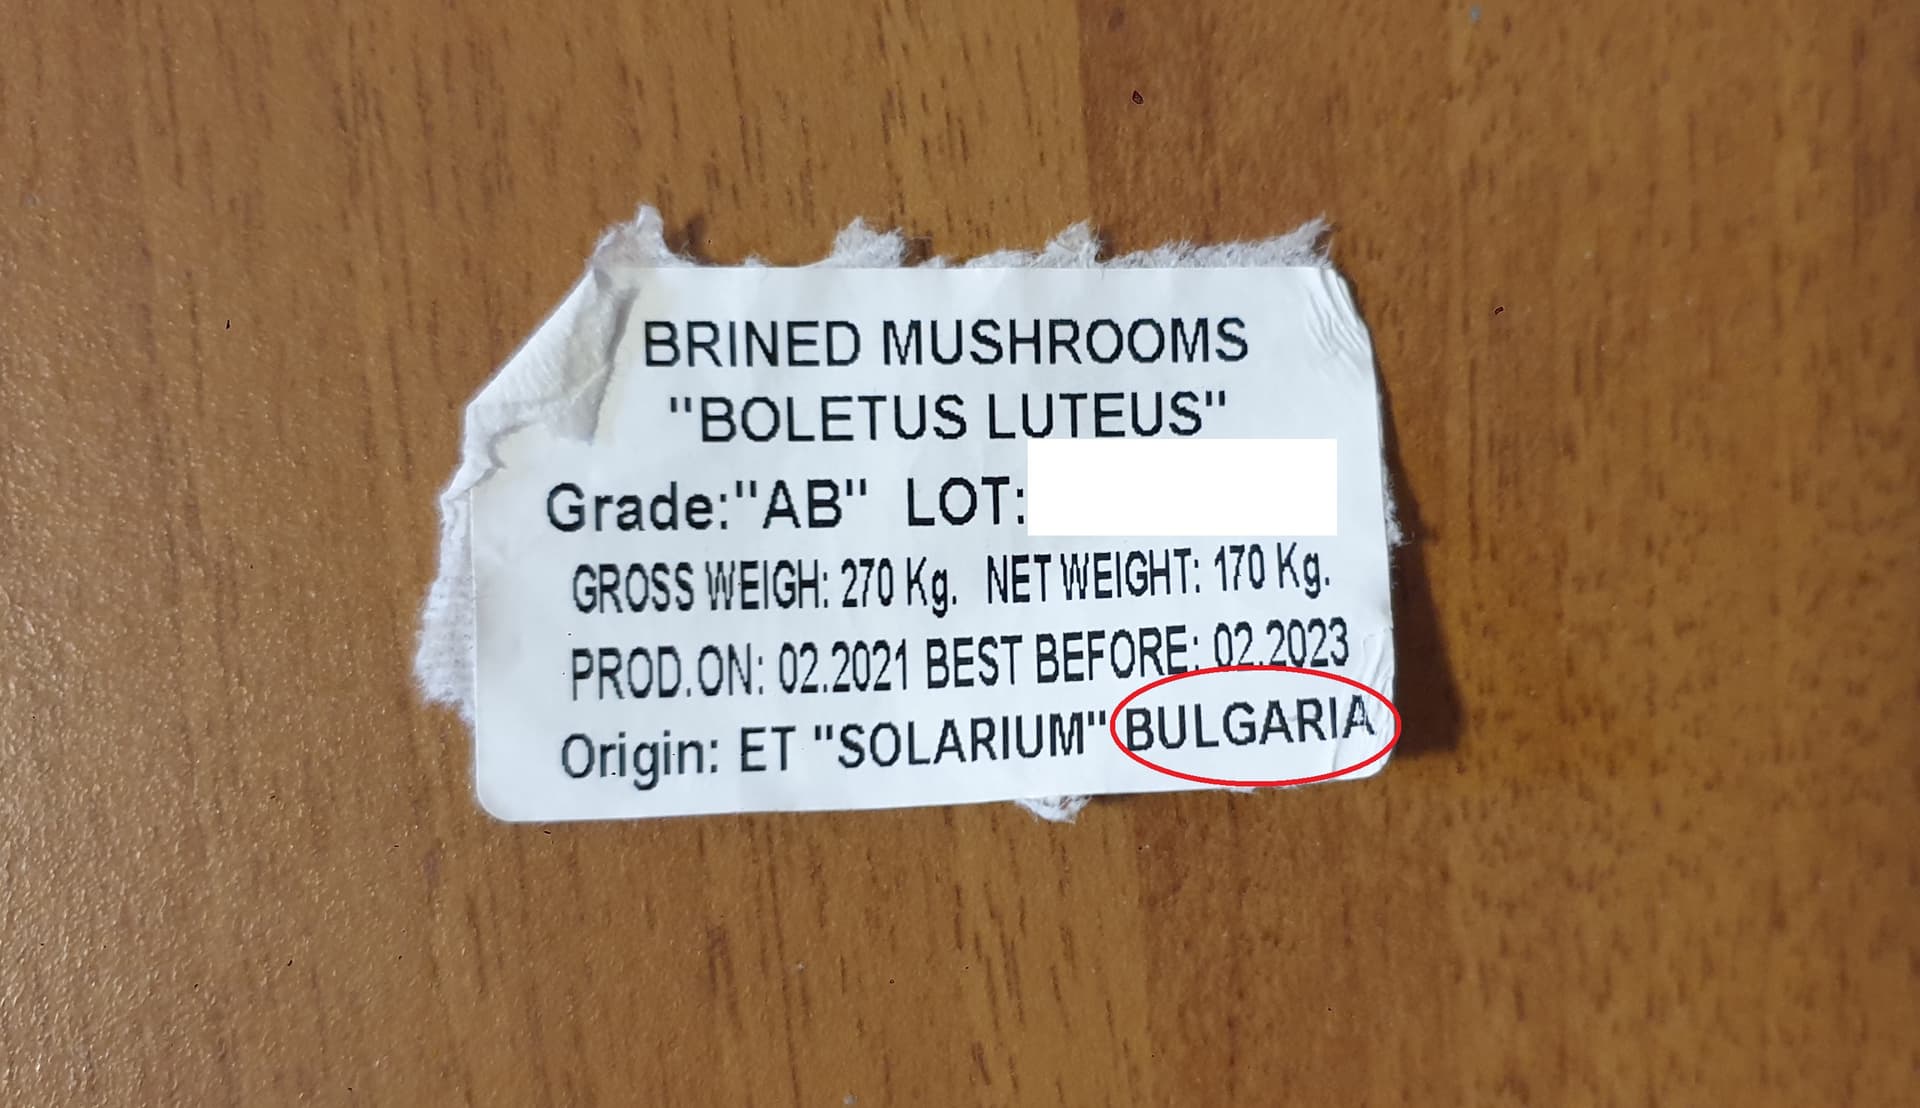 BRINED MUSHROOMS
"BOLETUS LUTEUS"
Grade:"AB" LOT:
GROSS WEIGH: 270 Kg. NET WEIGHT: 170 Kg.
PROD.ON: 02.2021 BEST BEFORE: 02.2023
Origin: ET "SOLARIUM" BULGARIA